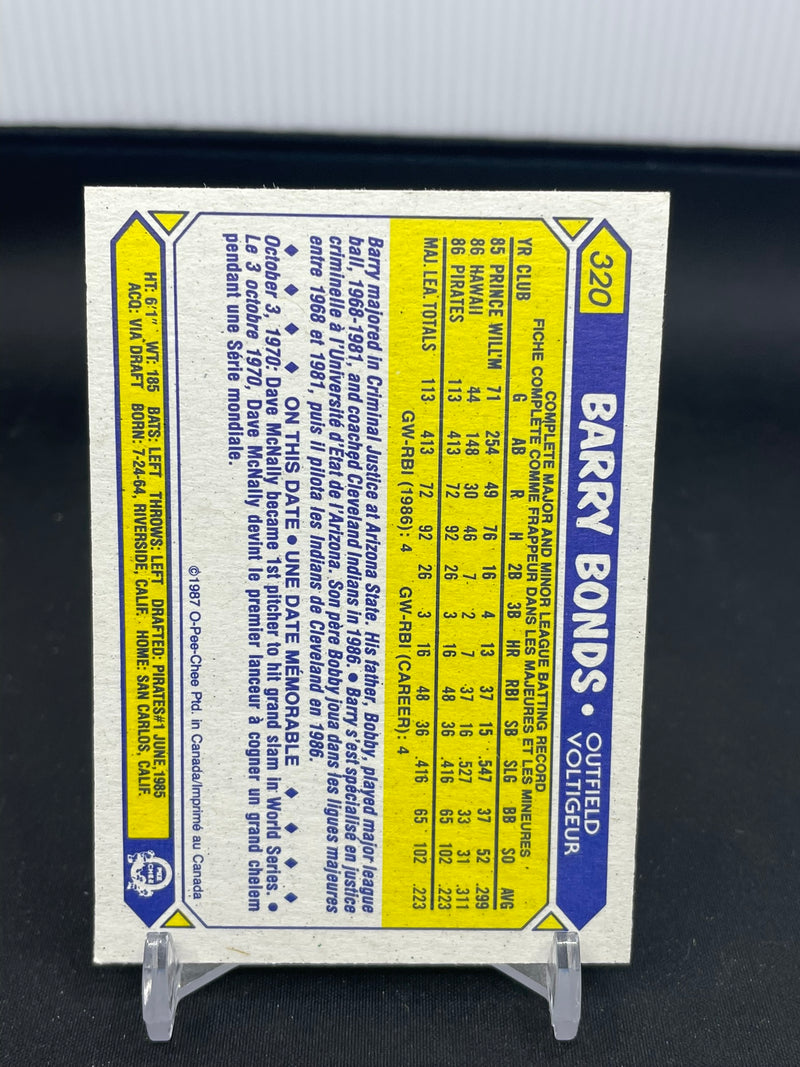 320
BARRY BONDS • OUTFIELD
VOLTIGEUR
COMPLETE MAJOR AND MINOR LEAGUE BATTING RECORD
FICHE COMPLÈTE COMME FRAPPEUR DANS LES MAJEURES ET LES MINEURES
YR CLUB G AB R H 2B 3B HR RBI SB SLG BB SO AVG
85 PRINCE WILL'M 71 254 49 76 16 4 13 37 15 .547 37 52 .299
86 HAWAII 44 148 30 46 7 2 7 37 16 .527 33 31 .311
86 PIRATES 113 413 72 92 26 3 16 48 36 .416 65 102 .223
MAJ. LEA. TOTALS 113 413 72 92 26 3 16 48 36 .416 65 102 .223
GW-RBI (1986): 4 GW-RBI (CAREER): 4
Barry majored in Criminal Justice at Arizona State. His father, Bobby, played major league
ball, 1968-1981, and coached Cleveland Indians in 1986. • Barry s'est spécialisé en justice
criminelle à l'Université d'Etat de l'Arizona. Son père Bobby joua dans les ligues majeures
entre 1968 et 1981, puis il pilota les Indians de Cleveland en 1986.
♦ ♦ ♦ ♦ ON THIS DATE • UNE DATE MEMORABLE ♦ ♦ ♦ ♦
October 3, 1970: Dave McNally became 1st pitcher to hit grand slam in World Series. •
Le 3 octobre 1970, Dave McNally devint le premier lanceur à cogner un grand chelem
pendant une Série mondiale.
©1987 O-Pee-Chee Ptd. in Canada/Imprimé au Canada
HT: 6'1" WT: 185 BATS: LEFT THROWS: LEFT DRAFTED: PIRATES#1 JUNE, 1985
ACQ: VIA DRAFT BORN: 7-24-64, RIVERSIDE, CALIF. HOME: SAN CARLOS, CALIF.
O
PEE
CHEE